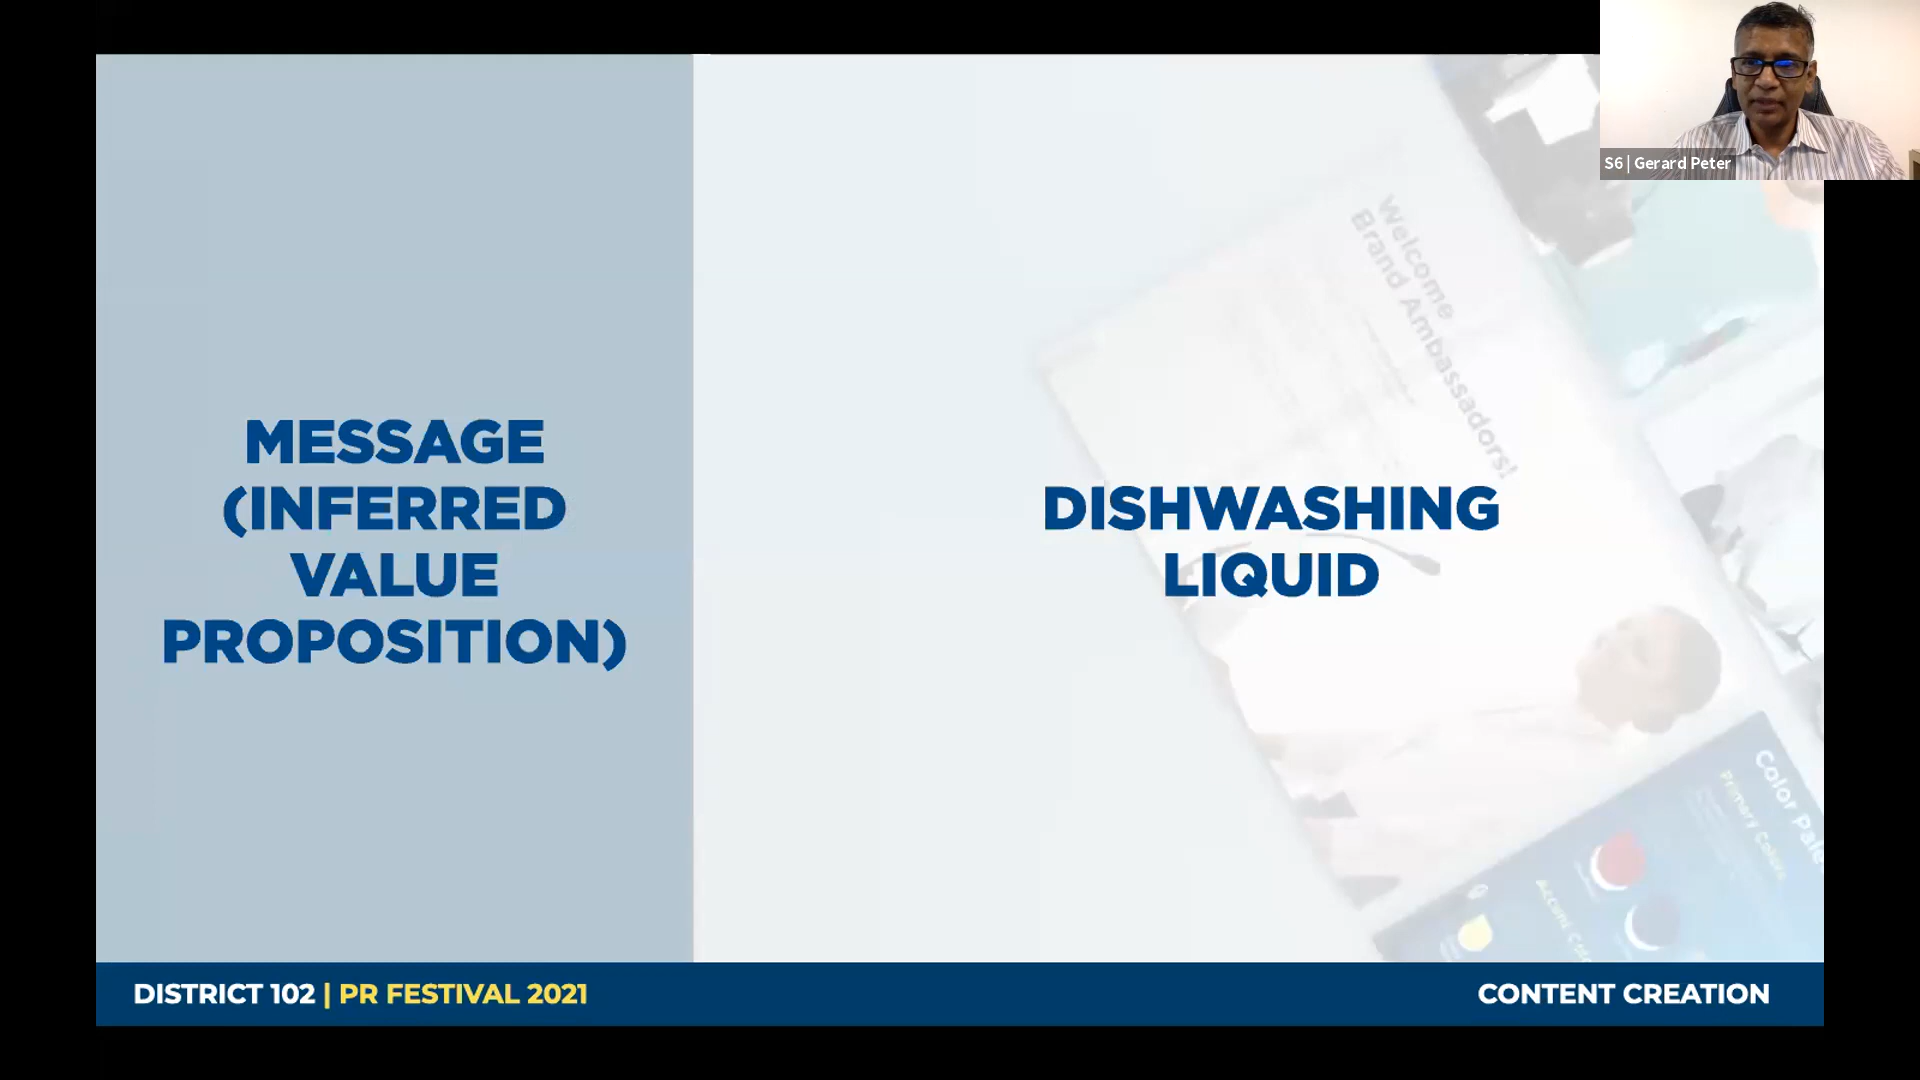 S6 | Gerard Peter
Welcome
Brand Ambassadors!
MESSAGE
(INFERRED
VALUE
PROPOSITION)
DISHWASHING
LIQUID
Color Pale
Primary Colors
DISTRICT 102 | PR FESTIVAL 2021
CONTENT CREATION